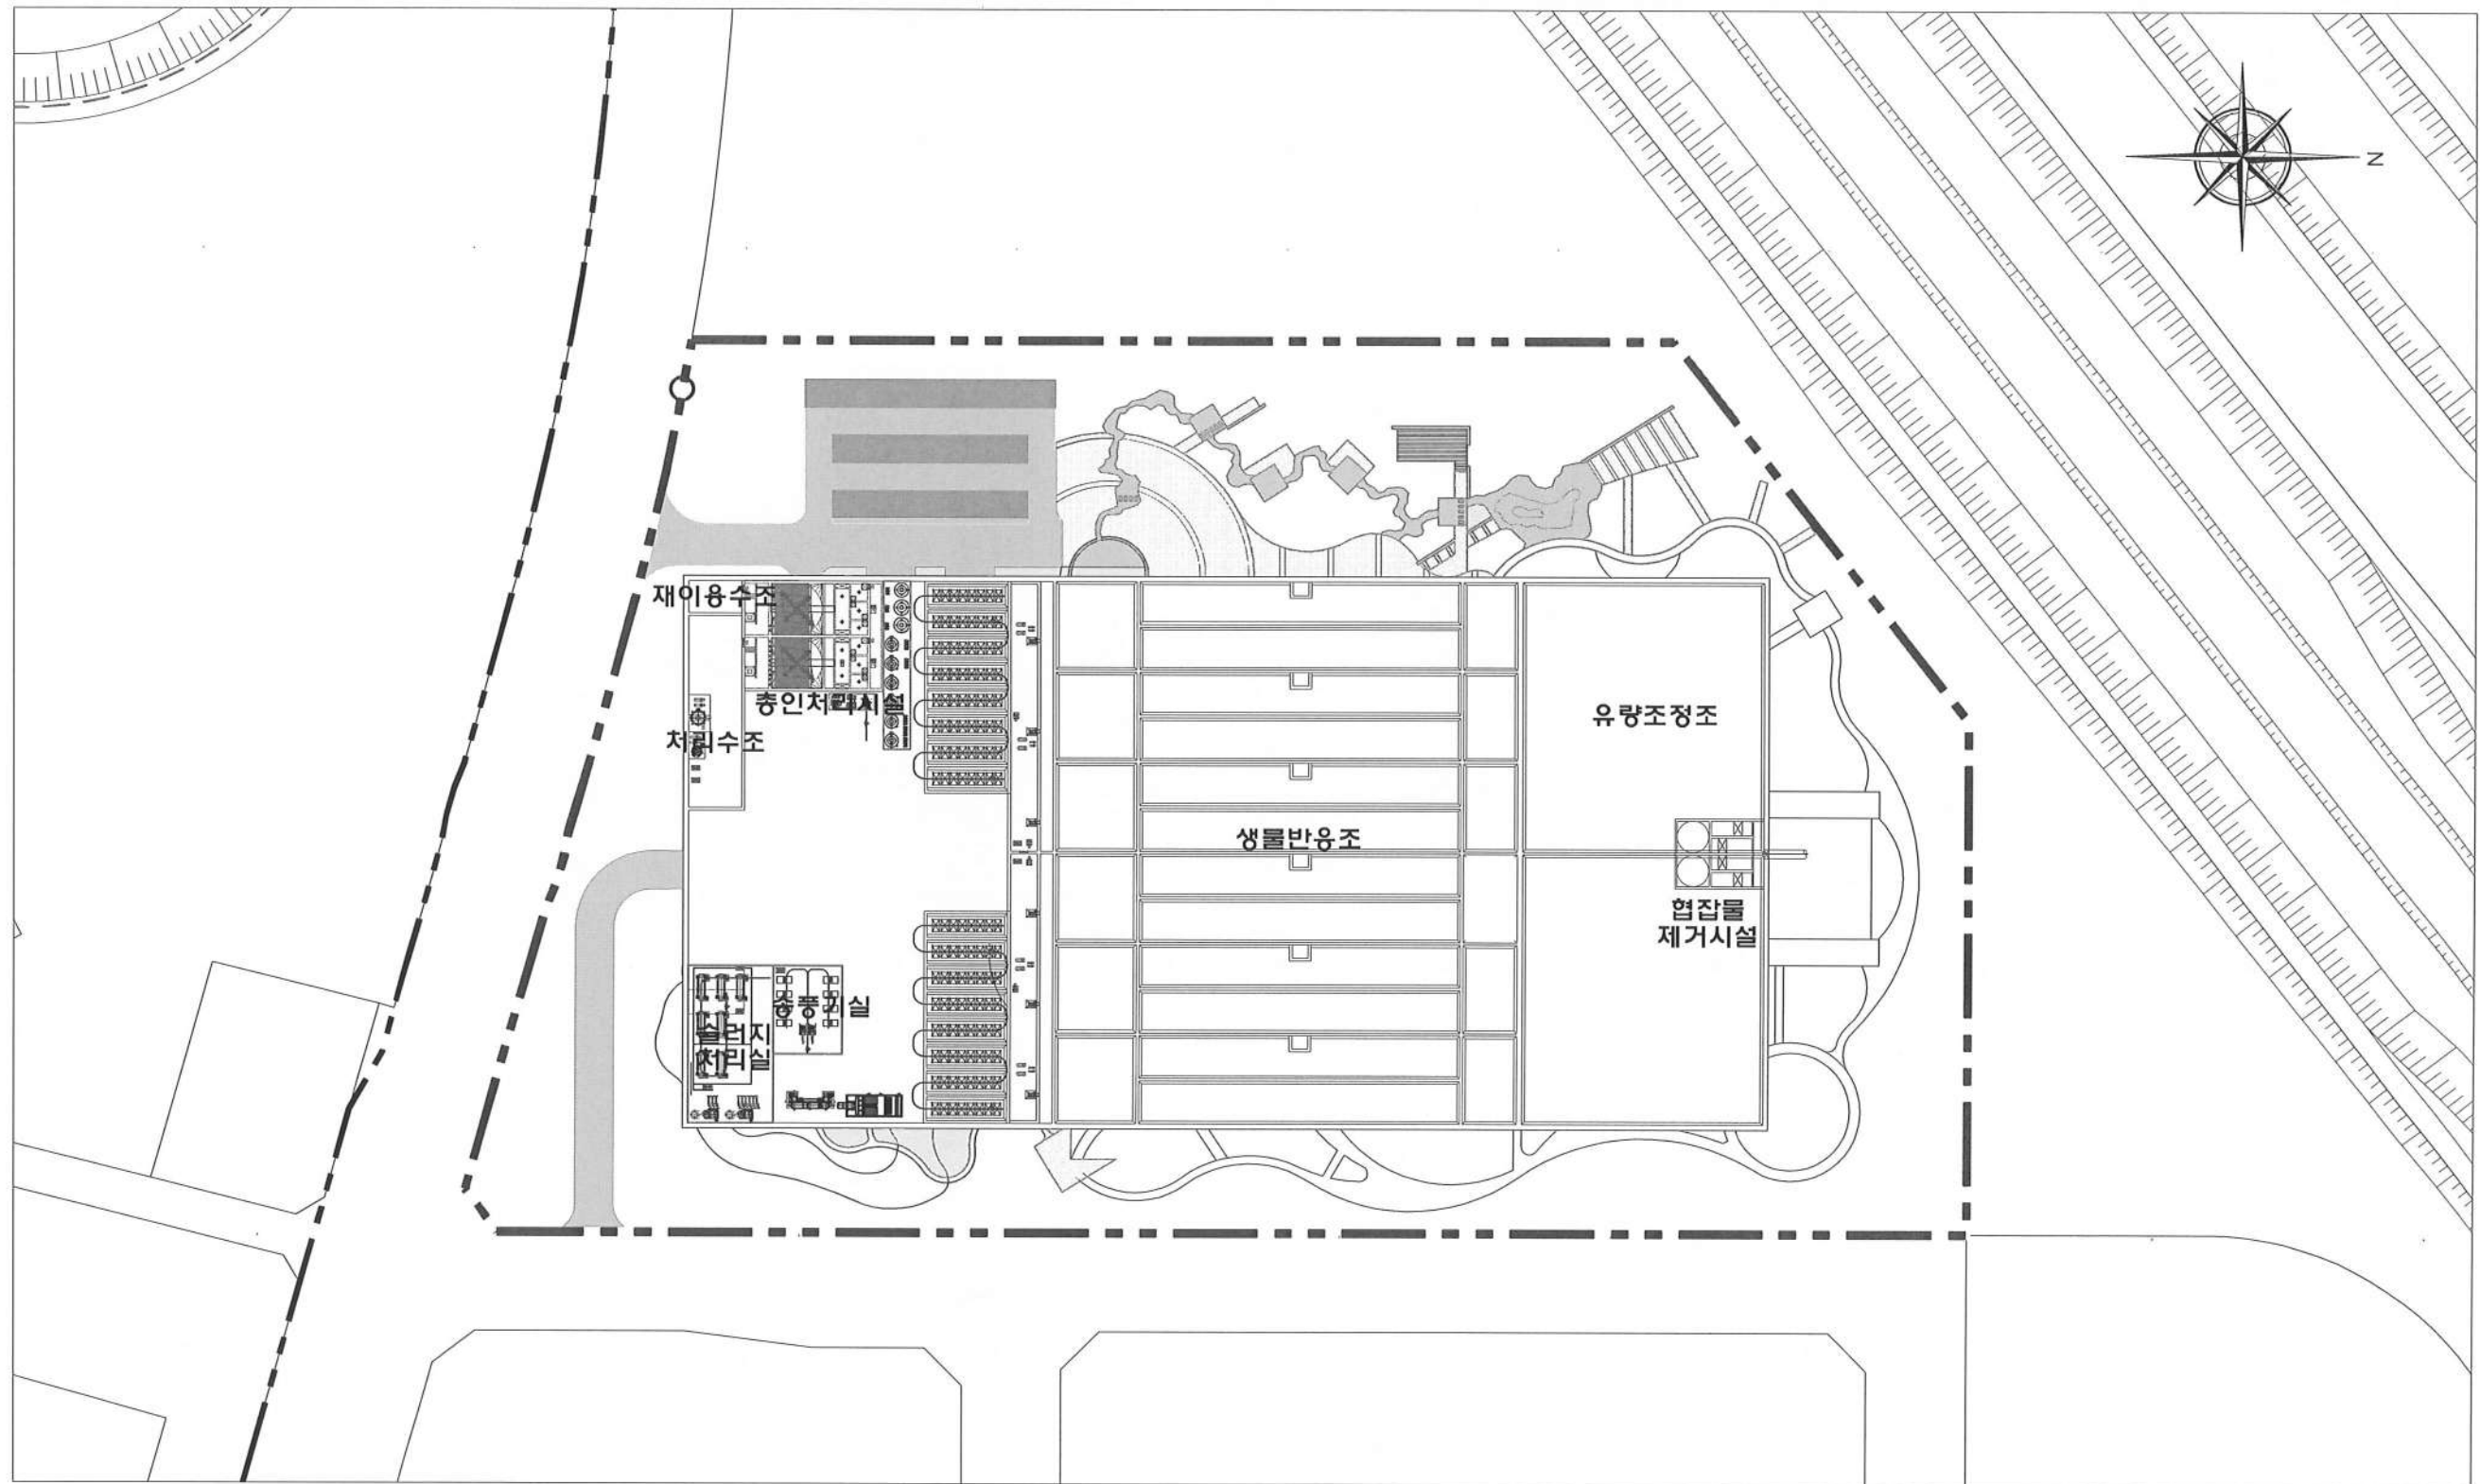 N
재이용수조
총인처리시설
처리수조
유량조정조
생물반응조
협잡물
제거시설
송풍기실
슬러지
처리실